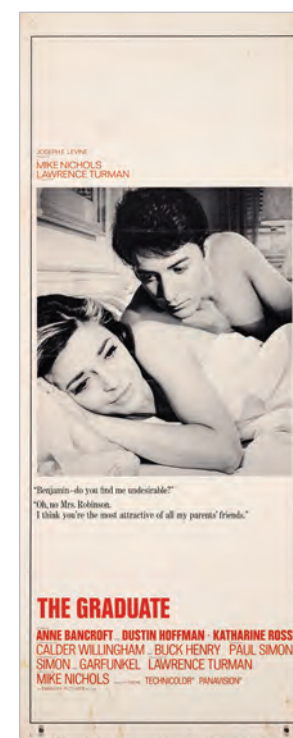 JOSEPH E. LEVINE
MIKE NICHOLS
LAWRENCE TURMAN
"Benjamin—do you find me undesirable?"
"Oh, no Mrs. Robinson.
I think you're the most attractive of all my parents' friends."
THE GRADUATE
ANNE BANCROFT DUSTIN HOFFMAN · KATHARINE ROSS
CALDER WILLINGHAM BUCK HENRY PAUL SIMON
SIMON GARFUNKEL LAWRENCE TURMAN
MIKE NICHOLS TECHNICOLOR® PANAVISION®